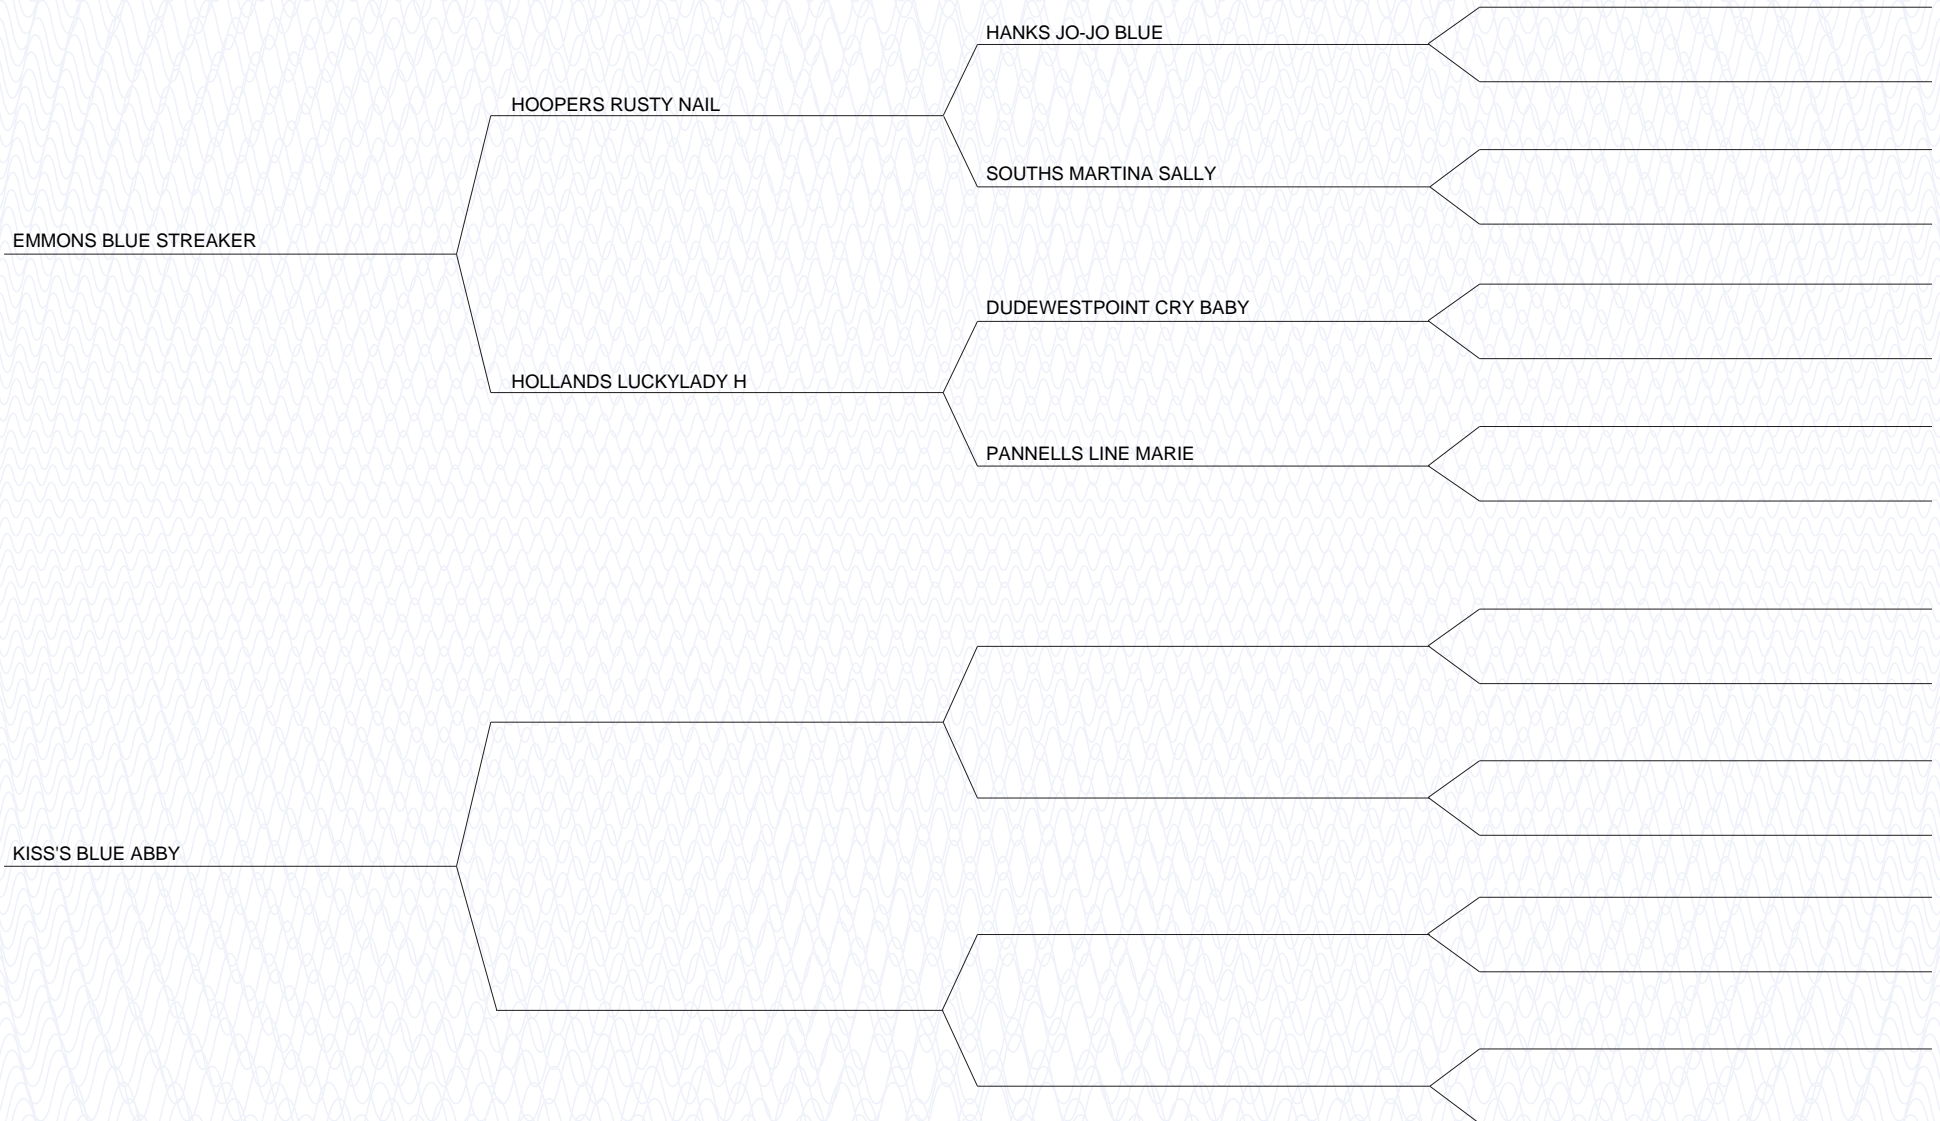 HANKS JO-JO BLUE
HOOPERS RUSTY NAIL
SOUTHS MARTINA SALLY
EMMONS BLUE STREAKER
DUDEWESTPOINT CRY BABY
HOLLANDS LUCKYLADY H
PANNELLS LINE MARIE
KISS'S BLUE ABBY